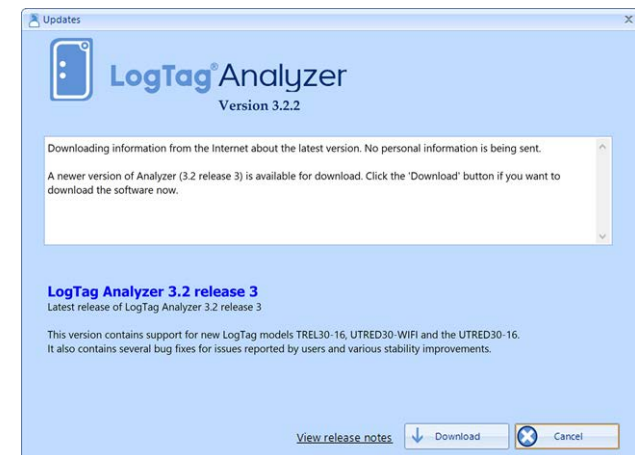 Updates
LogTag® Analyzer
Version 3.2.2
Downloading information from the Internet about the latest version. No personal information is being sent.
A newer version of Analyzer (3.2 release 3) is available for download. Click the 'Download' button if you want to
download the software now.
LogTag Analyzer 3.2 release 3
Latest release of LogTag Analyzer 3.2 release 3
This version contains support for new LogTag models TREL30-16, UTRED30-WIFI and the UTRED30-16.
It also contains several bug fixes for issues reported by users and various stability improvements.
View release notes Download Cancel